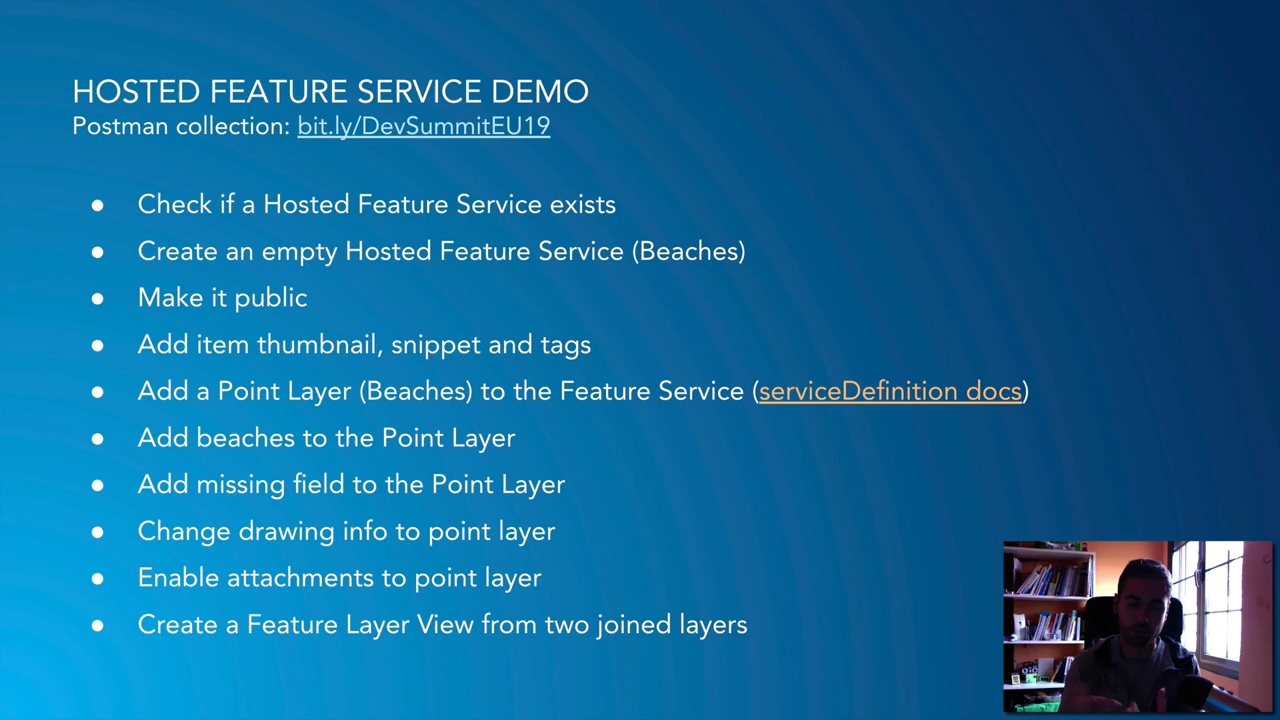 HOSTED FEATURE SERVICE DEMO
Postman collection: bit.ly/DevSummitEU19
● Check if a Hosted Feature Service exists
● Create an empty Hosted Feature Service (Beaches)
● Make it public
● Add item thumbnail, snippet and tags
● Add a Point Layer (Beaches) to the Feature Service (serviceDefinition docs)
● Add beaches to the Point Layer
● Add missing field to the Point Layer
● Change drawing info to point layer
● Enable attachments to point layer
● Create a Feature Layer View from two joined layers